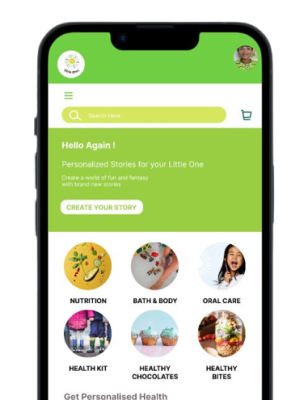 Search Here
Hello Again !
Personalized Stories for your Little One
Create a world of fun and fantasy
with brand new stories
CREATE YOUR STORY
NUTRITION
BATH & BODY
ORAL CARE
HEALTH KIT
HEALTHY
CHOCOLATES
HEALTHY
BITES
Get Personalised Health